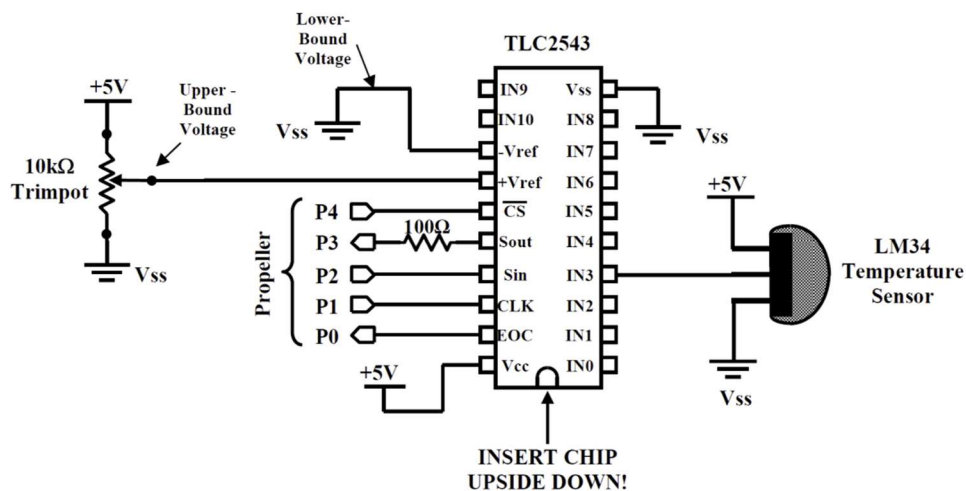 Lower-
Bound
Voltage
TLC2543
+5V
Upper -
Bound
Voltage
Vss
10kΩ
Trimpot
Vss
IN9
IN10
-Vref
+Vref
CS
Sout
Sin
CLK
EOC
Vcc
Vss
IN8
IN7
IN6
IN5
IN4
IN3
IN2
IN1
IN0
Vss
Propeller
P4
P3
100Ω
P2
P1
P0
+5V
+5V
LM34
Temperature
Sensor
Vss
INSERT CHIP
UPSIDE DOWN!